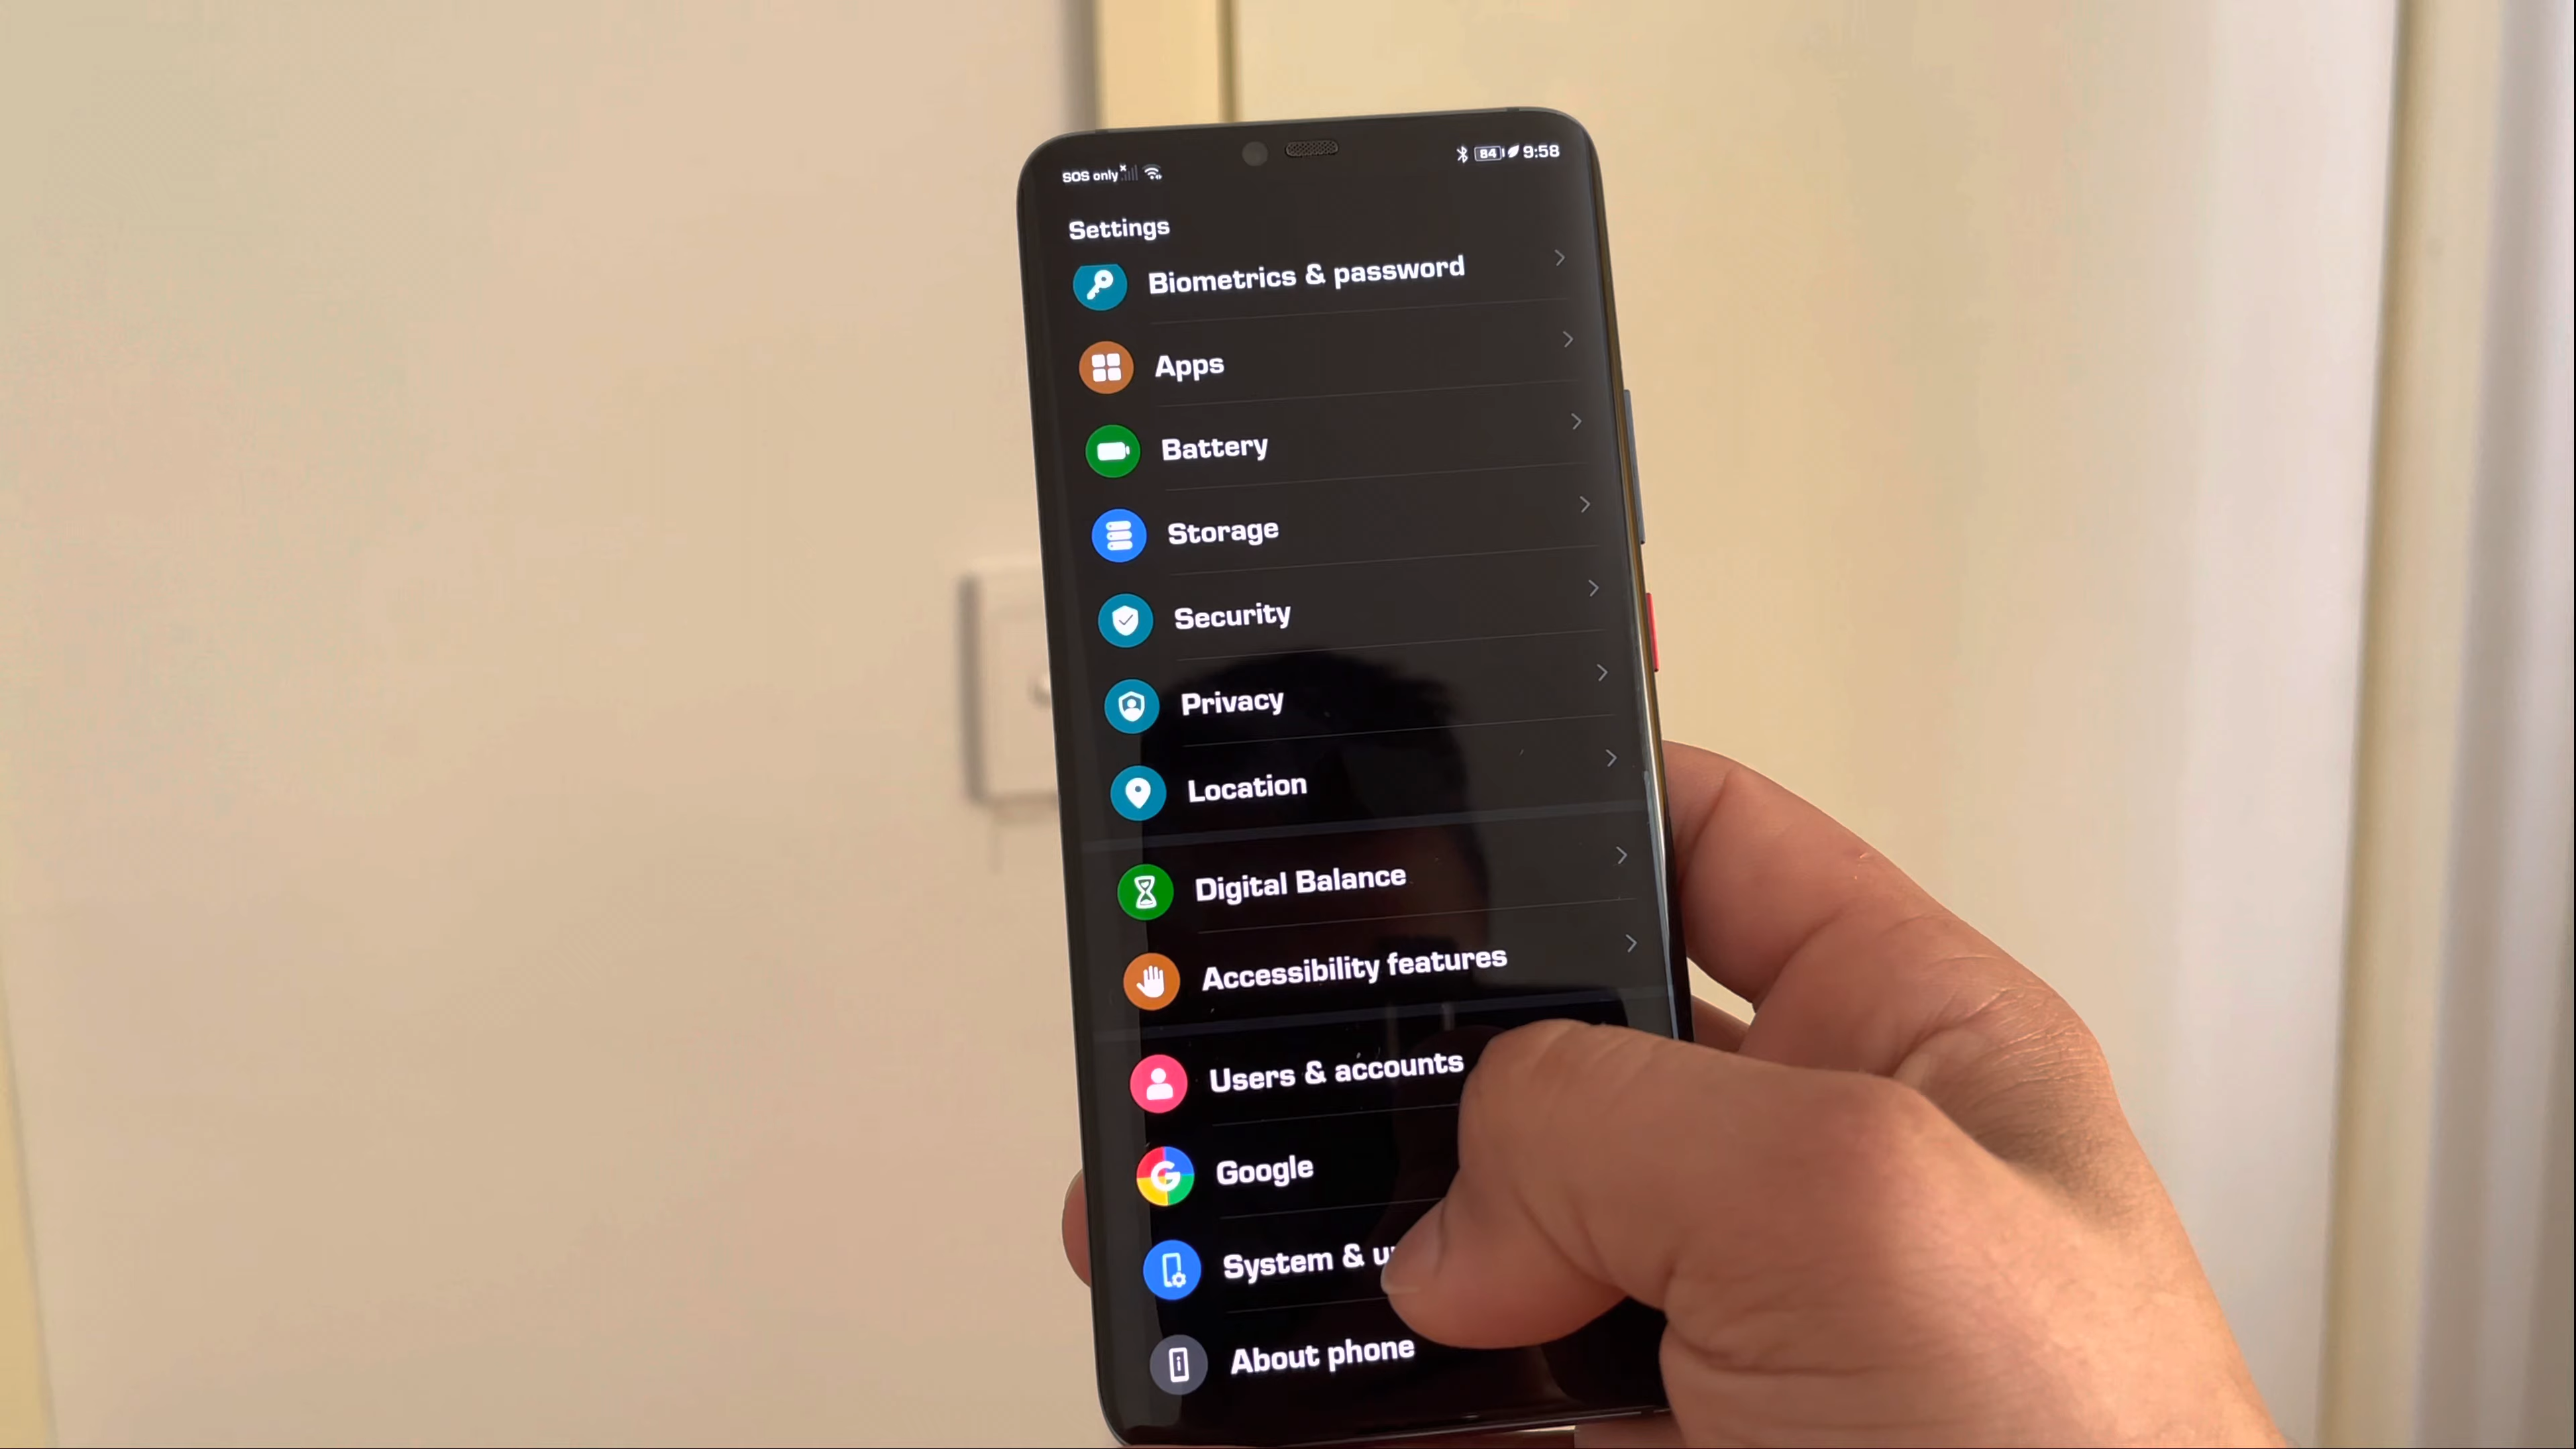 SOS only
84 9:58
Settings
Biometrics & password
Apps
Battery
Storage
Security
Privacy
Location
Digital Balance
Accessibility features
Users & accounts
Google
System & u
About phone